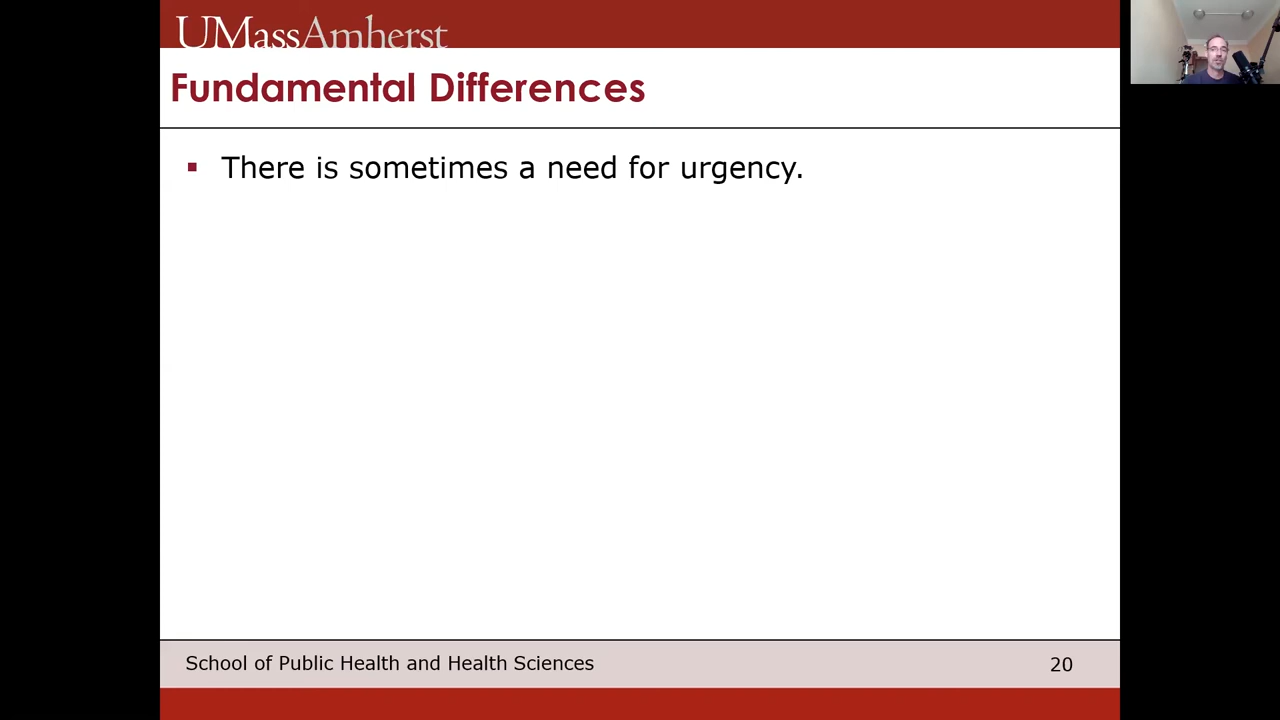 UMassAmherst
Fundamental Differences
▪ There is sometimes a need for urgency.
School of Public Health and Health Sciences
20